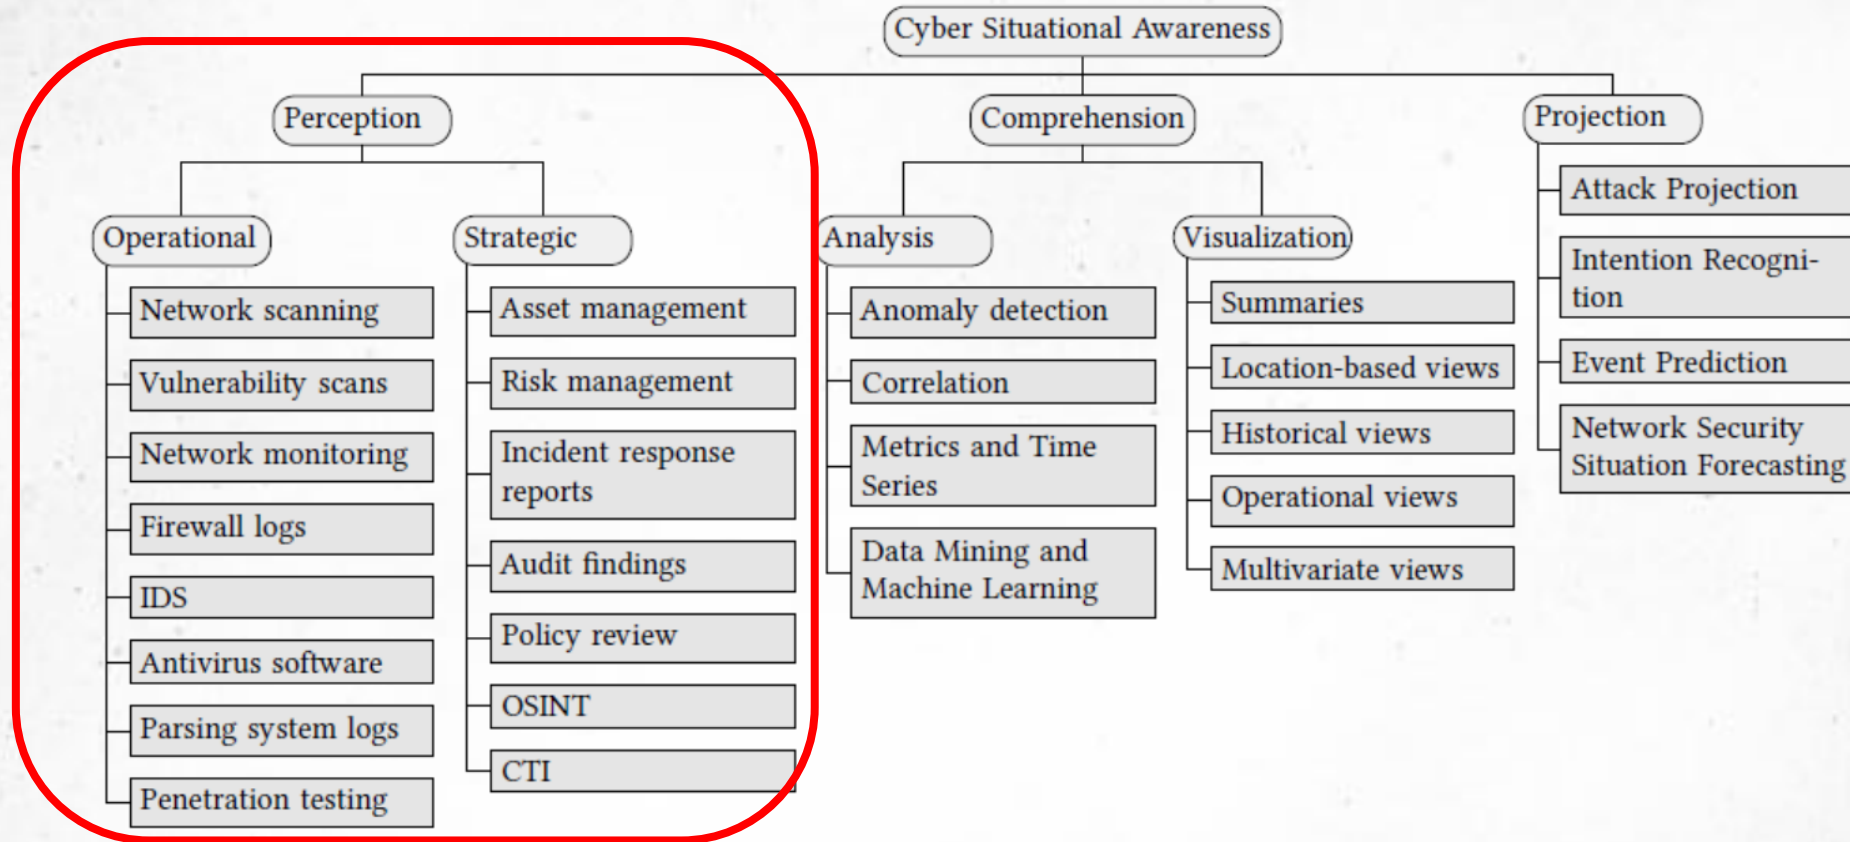 Cyber Situational Awareness
Perception
Operational
Network scanning
Vulnerability scans
Network monitoring
Firewall logs
IDS
Antivirus software
Parsing system logs
Penetration testing
Strategic
Asset management
Risk management
Incident response
reports
Audit findings
Policy review
OSINT
CTI
Comprehension
Analysis
Anomaly detection
Correlation
Metrics and Time
Series
Data Mining and
Machine Learning
Visualization
Summaries
Location-based views
Historical views
Operational views
Multivariate views
Projection
Attack Projection
Intention Recogni-
tion
Event Prediction
Network Security
Situation Forecasting